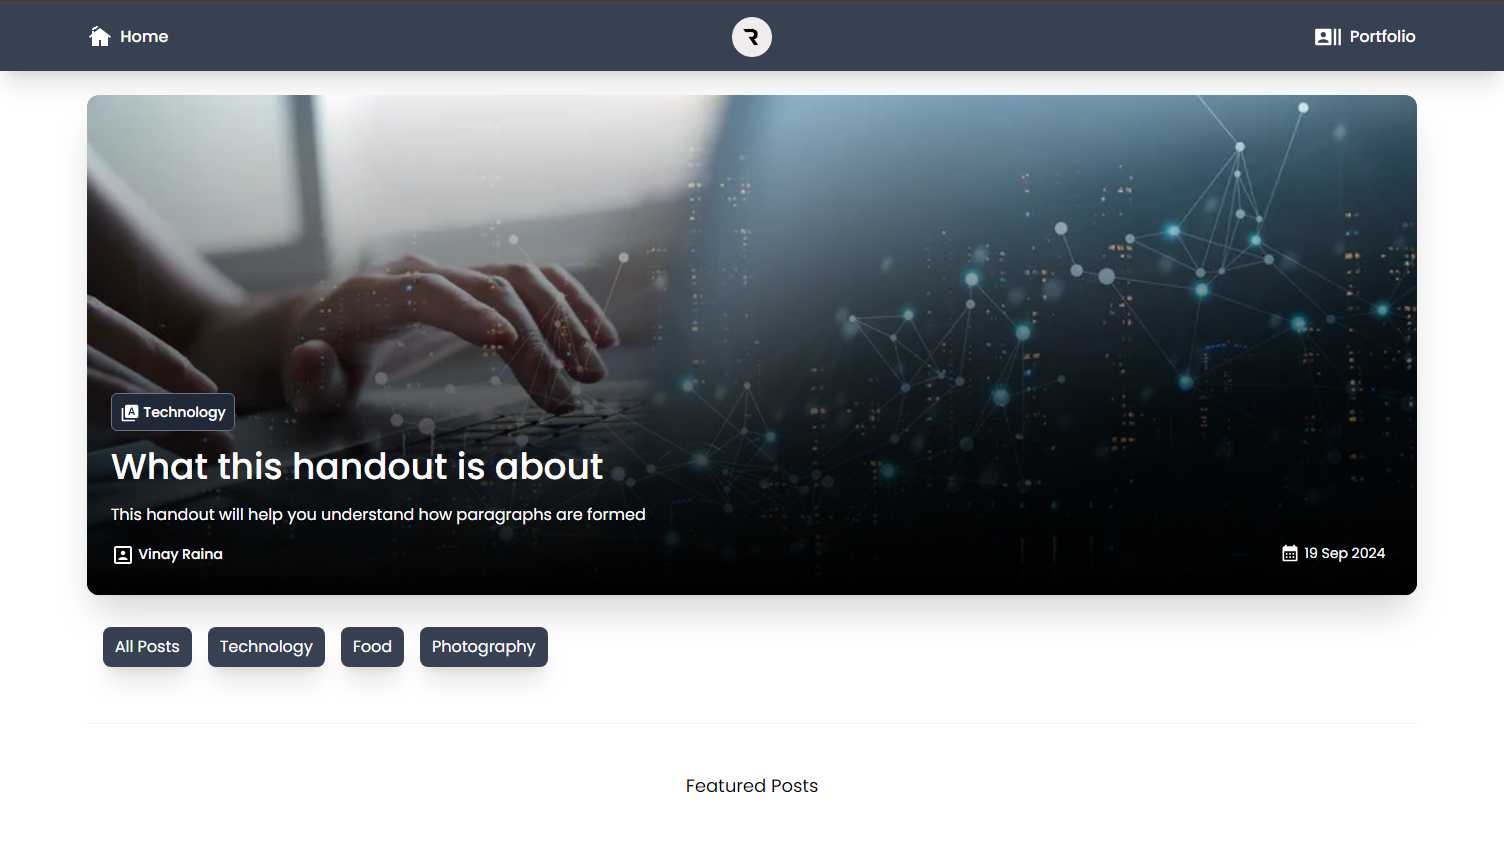 Home
Portfolio
Technology
What this handout is about
This handout will help you understand how paragraphs are formed
Vinay Raina
19 Sep 2024
All Posts
Technology
Food
Photography
Featured Posts